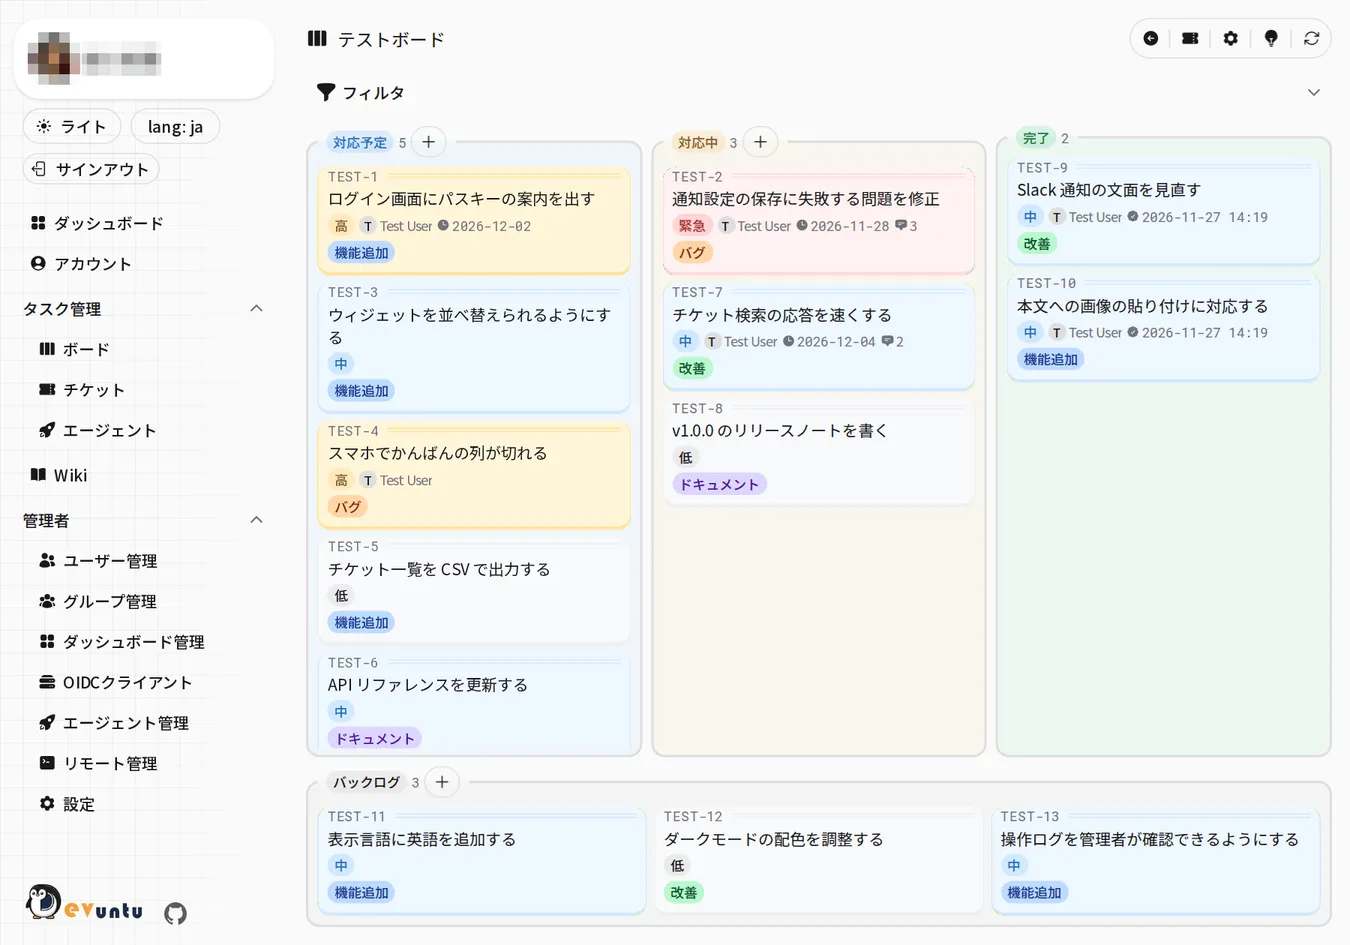 ライト
lang: ja
サインアウト
ダッシュボード
アカウント
タスク管理
ボード
チケット
エージェント
Wiki
管理者
ユーザー管理
グループ管理
ダッシュボード管理
OIDCクライアント
エージェント管理
リモート管理
設定
evuntu
テストボード
フィルタ
対応予定 5
TEST-1
ログイン画面にパスキーの案内を出す
高 T Test User 2026-12-02
機能追加
TEST-3
ウィジェットを並べ替えられるようにす
る
中
機能追加
TEST-4
スマホでかんばんの列が切れる
高 T Test User
バグ
TEST-5
チケット一覧を CSV で出力する
低
機能追加
TEST-6
API リファレンスを更新する
中
ドキュメント
対応中 3
TEST-2
通知設定の保存に失敗する問題を修正
緊急 T Test User 2026-11-28 3
バグ
TEST-7
チケット検索の応答を速くする
中 T Test User 2026-12-04 2
改善
TEST-8
v1.0.0 のリリースノートを書く
低
ドキュメント
完了 2
TEST-9
Slack 通知の文面を見直す
中 T Test User 2026-11-27 14:19
改善
TEST-10
本文への画像の貼り付けに対応する
中 T Test User 2026-11-27 14:19
機能追加
バックログ 3
TEST-11
表示言語に英語を追加する
中
機能追加
TEST-12
ダークモードの配色を調整する
低
改善
TEST-13
操作ログを管理者が確認できるようにする
中
機能追加